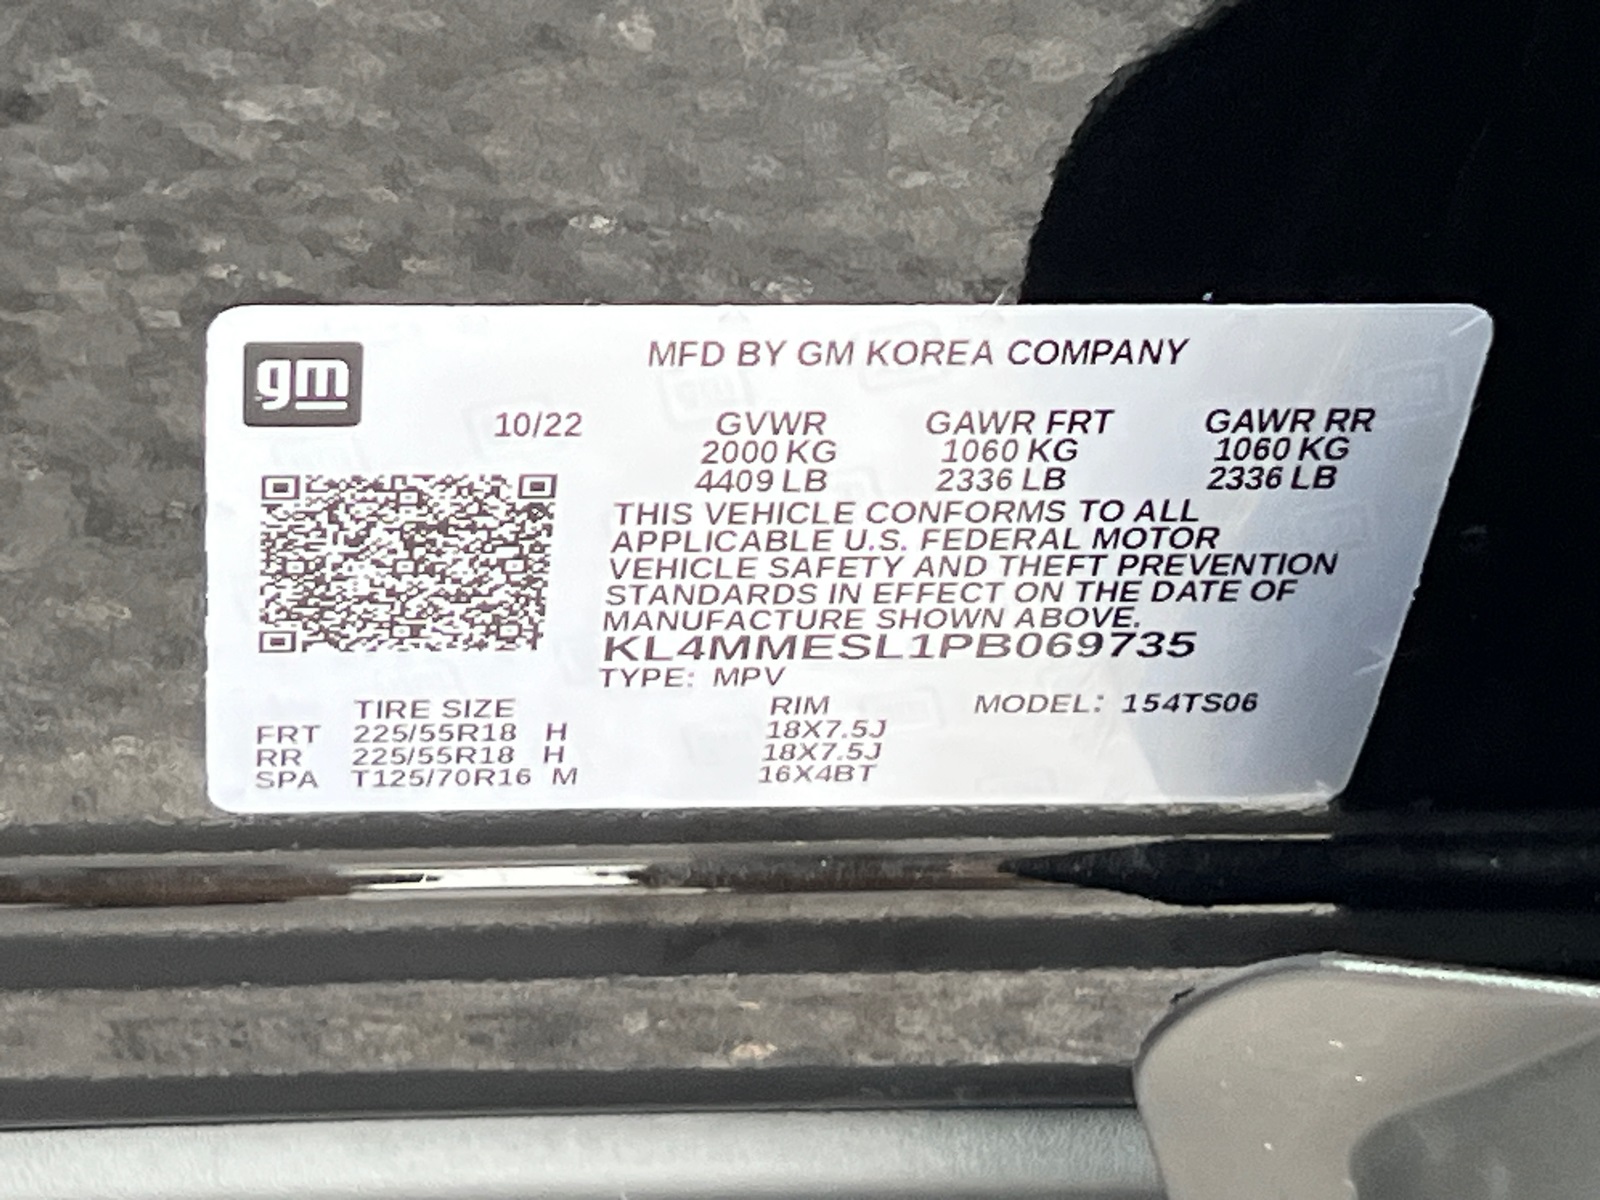 gm
MFD BY GM KOREA COMPANY
10/22 GVWR GAWR FRT GAWR RR
2000 KG 1060 KG 1060 KG
4409 LB 2336 LB 2336 LB
THIS VEHICLE CONFORMS TO ALL
APPLICABLE U.S. FEDERAL MOTOR
VEHICLE SAFETY AND THEFT PREVENTION
STANDARDS IN EFFECT ON THE DATE OF
MANUFACTURE SHOWN ABOVE.
KL4MMESL1PB069735
TYPE: MPV
TIRE SIZE RIM MODEL: 154TS06
FRT 225/55R18 H 18X7.5J
RR 225/55R18 H 18X7.5J
SPA T125/70R16 M 16X4BT